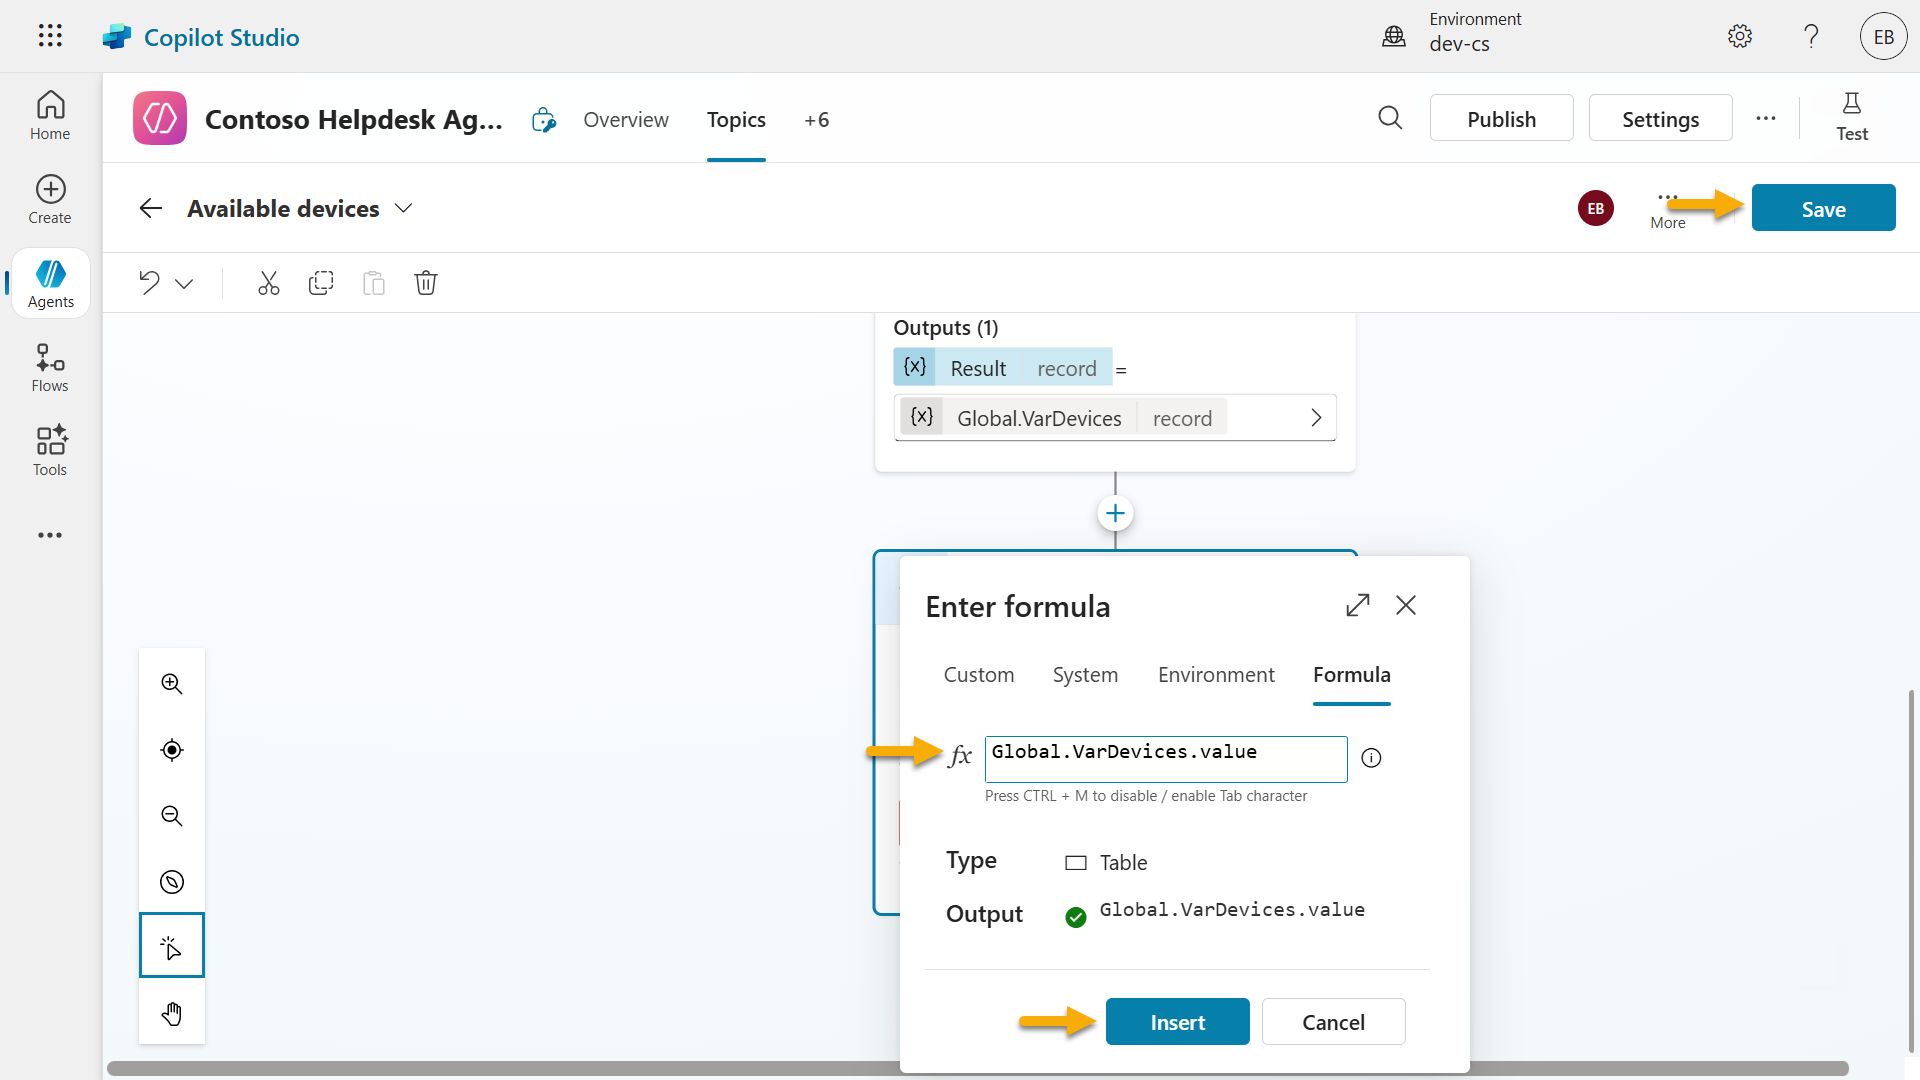 Copilot Studio
Environment
dev-cs
EB
Home
Create
Agents
Flows
Tools
Contoso Helpdesk Ag...
Overview
Topics
+6
Publish
Settings
Test
Available devices
EB
More
Save
Outputs (1)
{x} Result record =
{x} Global.VarDevices record
Enter formula
Custom
System
Environment
Formula
fx Global.VarDevices.value
Press CTRL + M to disable / enable Tab character
Type Table
Output Global.VarDevices.value
Insert
Cancel